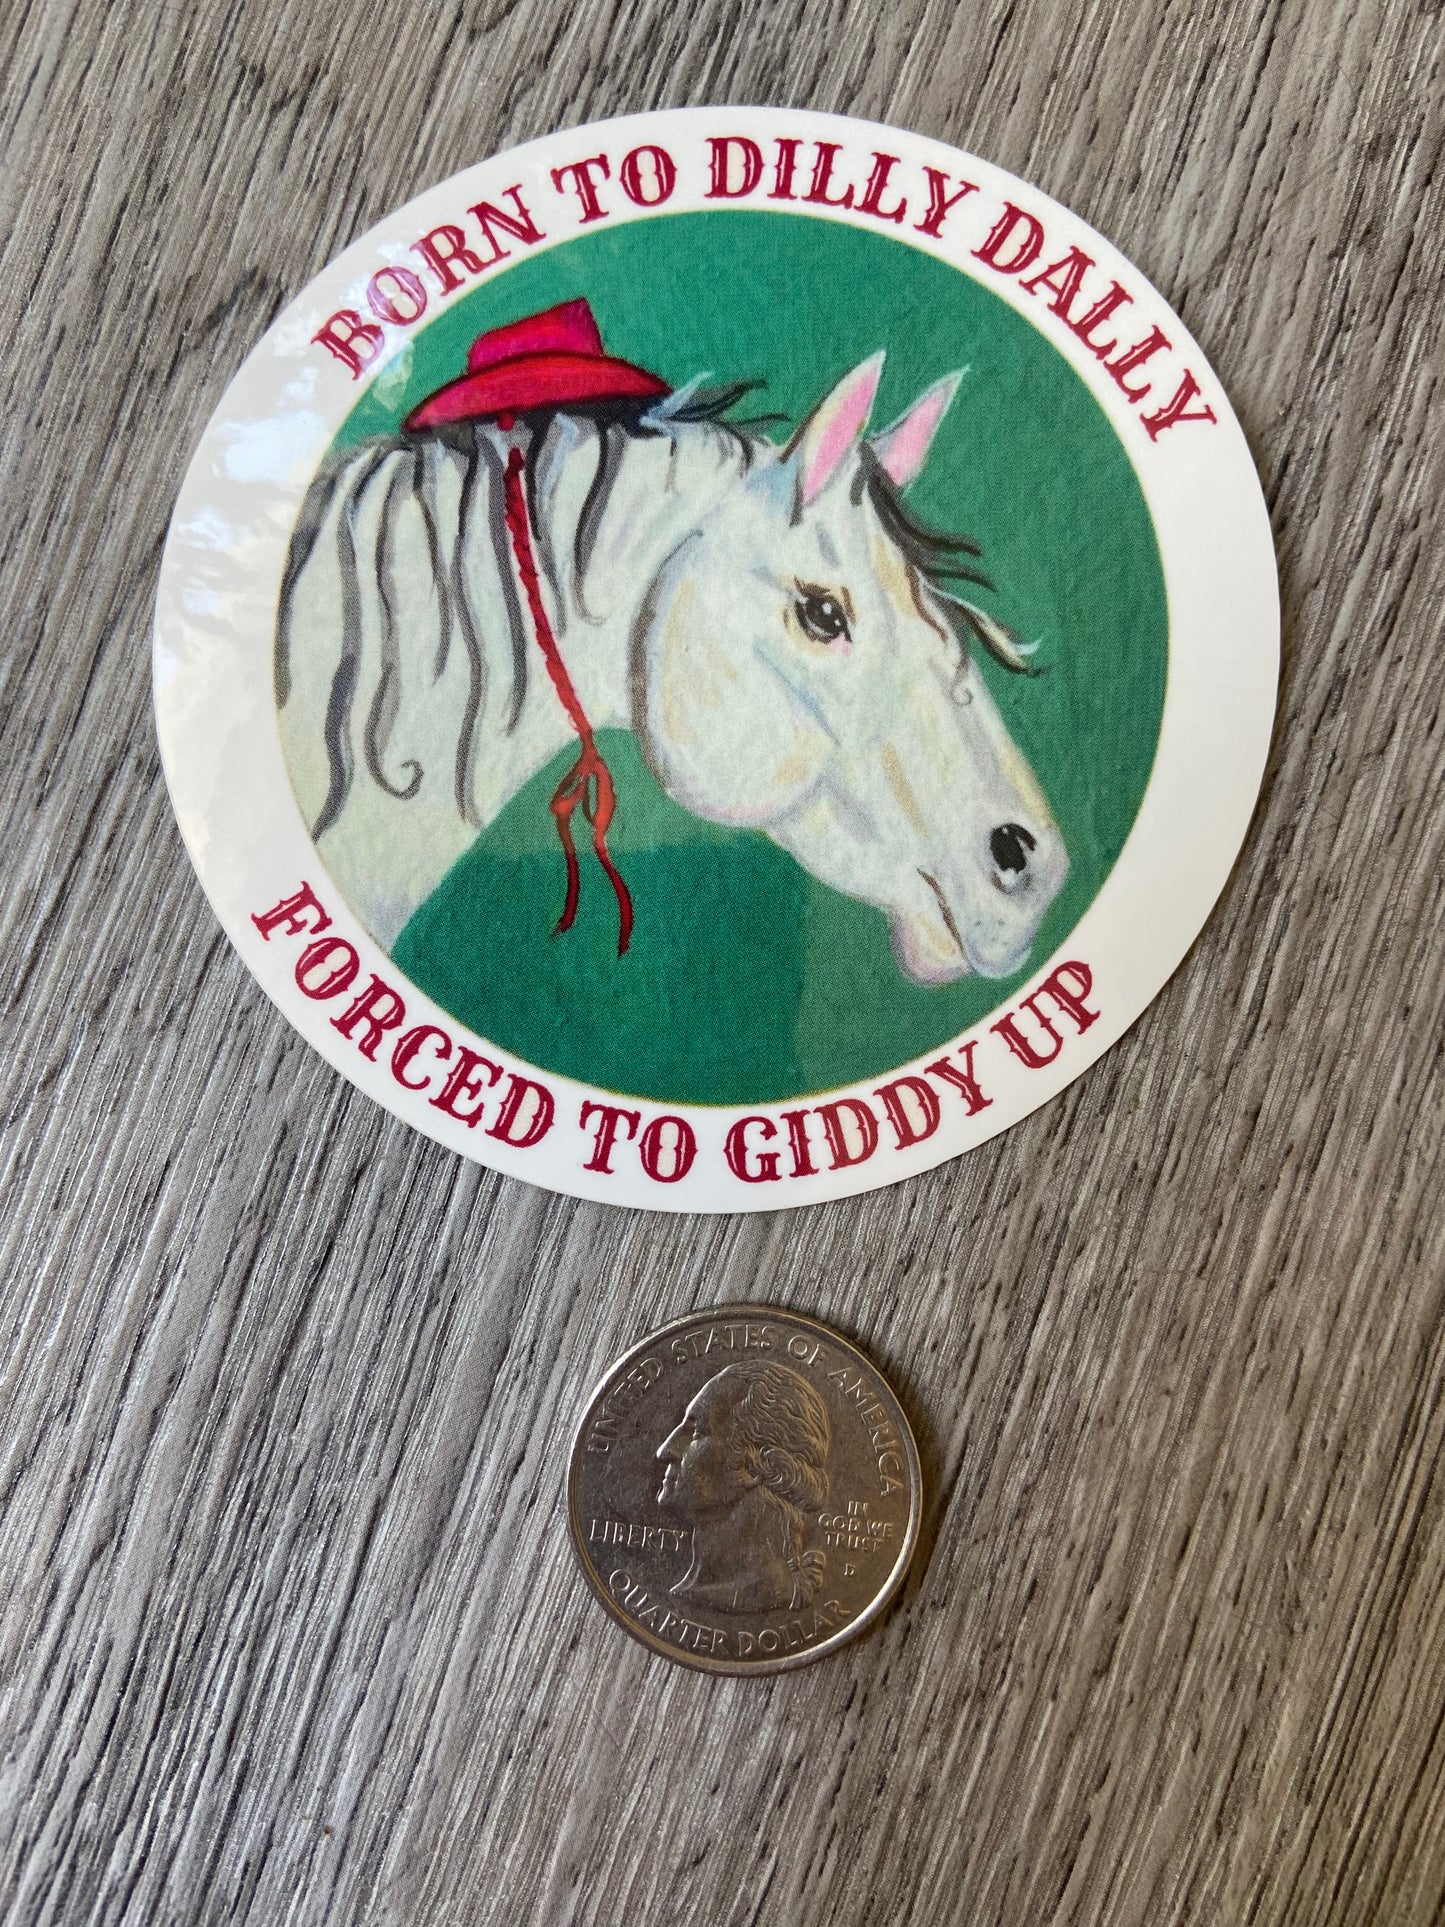 BORN TO DILLY DALLY
FORCED TO GIDDY UP
UNITED STATES OF AMERICA
LIBERTY
IN
GOD WE
TRUST
D
QUARTER DOLLAR